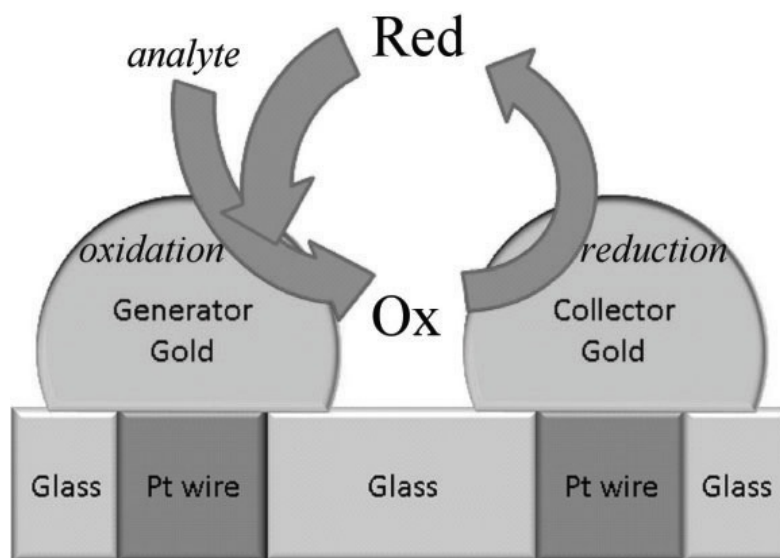 analyte
Red
oxidation
reduction
Generator
Gold
Ox
Collector
Gold
Glass
Pt wire
Glass
Pt wire
Glass